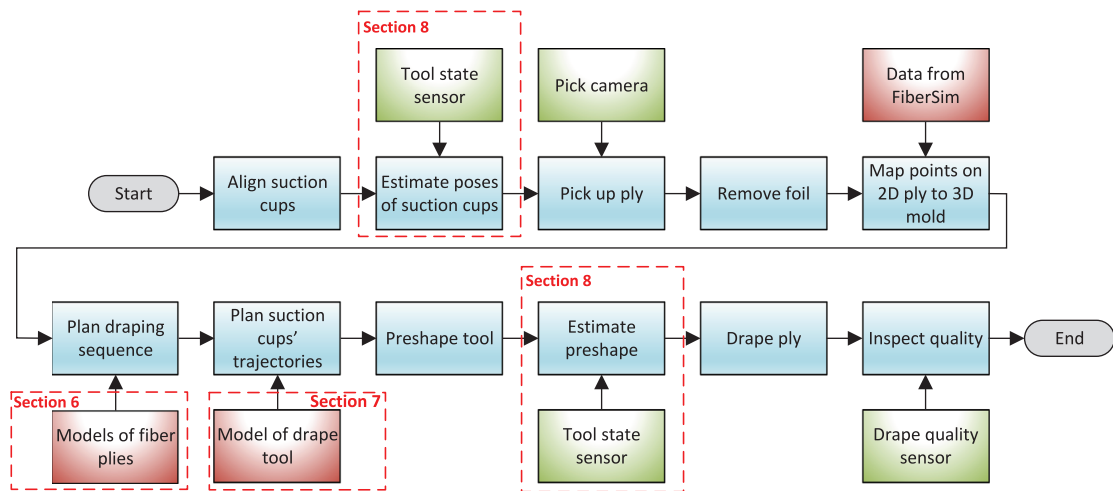 Section 8
Tool state
sensor
Pick camera
Data from
FiberSim
Start
Align suction
cups
Estimate poses
of suction cups
Pick up ply
Remove foil
Map points on
2D ply to 3D
mold
Plan draping
sequence
Plan suction
cups’
trajectories
Preshape tool
Section 8
Estimate
preshape
Drape ply
Inspect quality
End
Section 6
Models of fiber
plies
Section 7
Model of drape
tool
Tool state
sensor
Drape quality
sensor